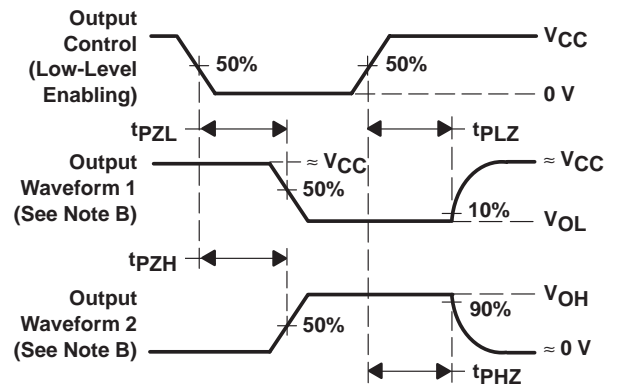 Output
Control
(Low-Level
Enabling)
50%
50%
VCC
0 V
tPZL
tPLZ
Output
Waveform 1
(See Note B)
≈ VCC
50%
≈ VCC
10%
VOL
tPZH
Output
Waveform 2
(See Note B)
50%
VOH
90%
≈ 0 V
tPHZ